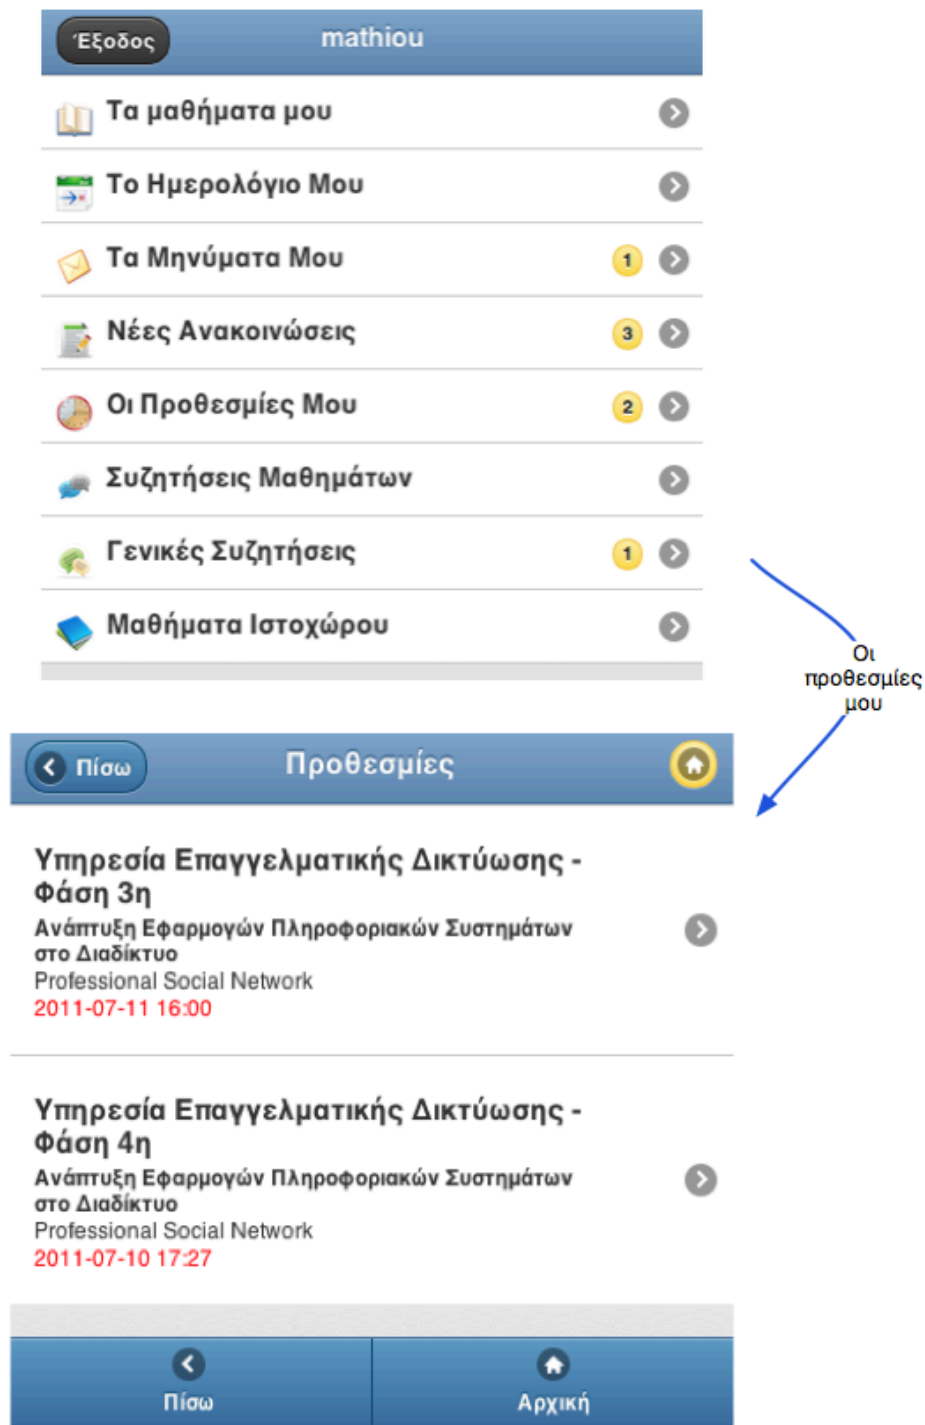 Έξοδος
mathiou
Τα μαθήματα μου
Το Ημερολόγιο Μου
Τα Μηνύματα Μου
1
Νέες Ανακοινώσεις
3
Οι Προθεσμίες Μου
2
Συζητήσεις Μαθημάτων
Γενικές Συζητήσεις
1
Μαθήματα Ιστοχώρου
Οι
προθεσμίες
μου
Πίσω
Προθεσμίες
Υπηρεσία Επαγγελματικής Δικτύωσης -
Φάση 3η
Ανάπτυξη Εφαρμογών Πληροφοριακών Συστημάτων
στο Διαδίκτυο
Professional Social Network
2011-07-11 16:00
Υπηρεσία Επαγγελματικής Δικτύωσης -
Φάση 4η
Ανάπτυξη Εφαρμογών Πληροφοριακών Συστημάτων
στο Διαδίκτυο
Professional Social Network
2011-07-10 17:27
Πίσω
Αρχική